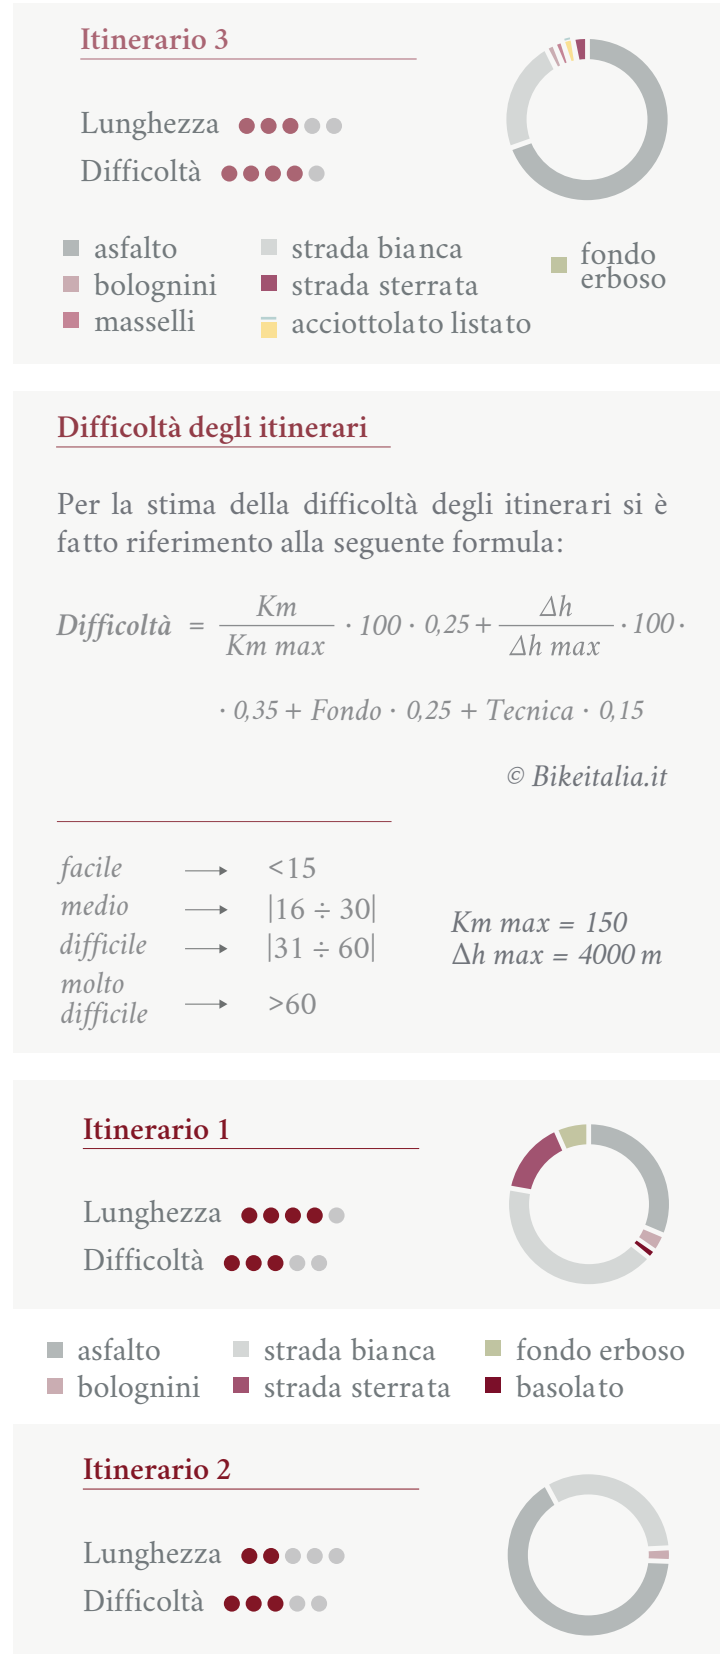 Itinerario 3
Lunghezza
Difficoltà
asfalto
strada bianca
fondo
erboso
bolognini
strada sterrata
masselli
acciottolato listato
Difficoltà degli itinerari
Per la stima della difficoltà degli itinerari si è
fatto riferimento alla seguente formula:
Difficoltà = Km / Km max · 100 · 0,25 + Δh / Δh max · 100 ·
· 0,35 + Fondo · 0,25 + Tecnica · 0,15
© Bikeitalia.it
facile → <15
medio → |16 ÷ 30|
difficile → |31 ÷ 60|
molto
difficile → >60
Km max = 150
Δh max = 4000 m
Itinerario 1
Lunghezza
Difficoltà
asfalto
strada bianca
fondo erboso
bolognini
strada sterrata
basolato
Itinerario 2
Lunghezza
Difficoltà